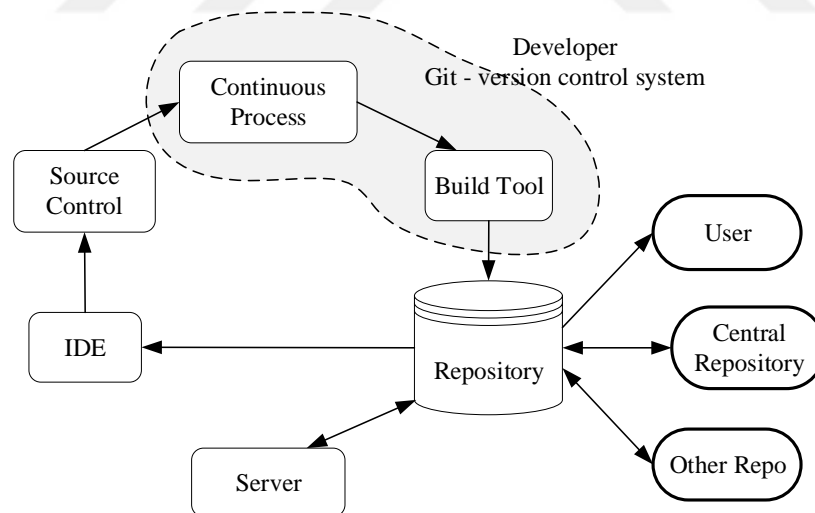 Developer
Git - version control system
Continuous
Process
Source
Control
Build Tool
User
IDE
Repository
Central
Repository
Server
Other Repo